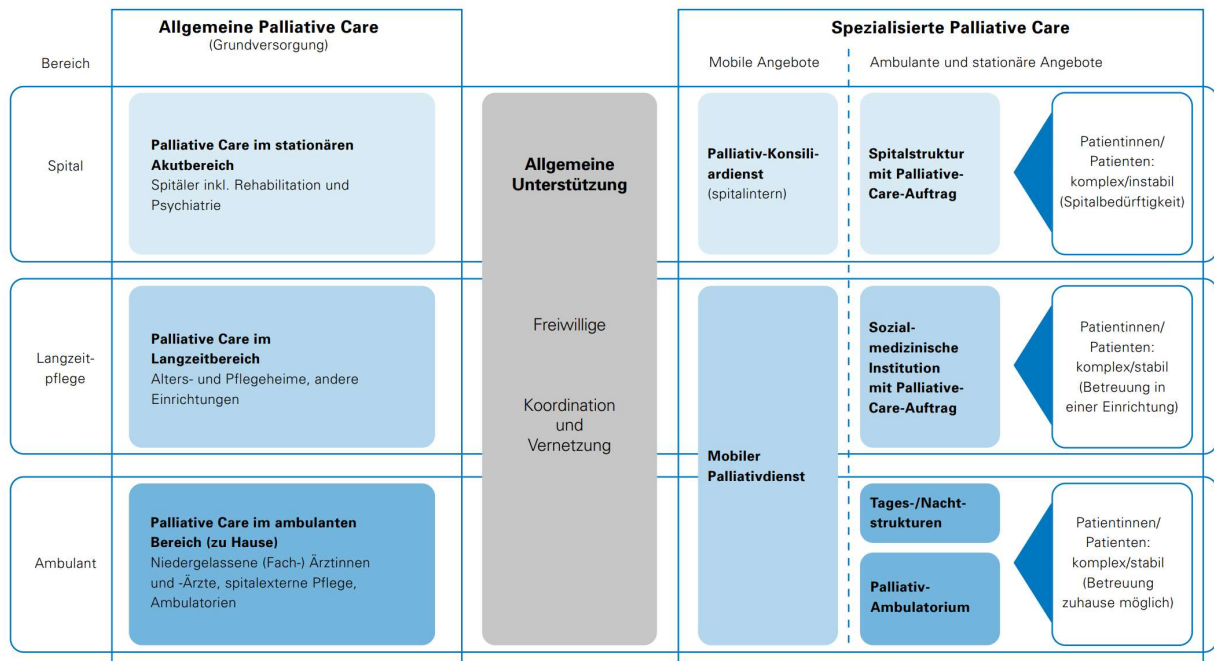 Allgemeine Palliative Care
(Grundversorgung)
Spezialisierte Palliative Care
Bereich
Mobile Angebote
Ambulante und stationäre Angebote
Spital
Palliative Care im stationären
Akutbereich
Spitäler inkl. Rehabilitation und
Psychiatrie
Allgemeine
Unterstützung
Freiwillige
Koordination
und
Vernetzung
Palliativ-Konsili-
ardienst
(spitalintern)
Spitalstruktur
mit Palliative-
Care-Auftrag
Patientinnen/
Patienten:
komplex/instabil
(Spitalbedürftigkeit)
Langzeit-
pflege
Palliative Care im
Langzeitbereich
Alters- und Pflegeheime, andere
Einrichtungen
Mobiler
Palliativdienst
Sozial-
medizinische
Institution
mit Palliative-
Care-Auftrag
Patientinnen/
Patienten:
komplex/stabil
(Betreuung in
einer Einrichtung)
Ambulant
Palliative Care im ambulanten
Bereich (zu Hause)
Niedergelassene (Fach-) Ärztinnen
und -Ärzte, spitalexterne Pflege,
Ambulatorien
Tages-/Nacht-
strukturen
Palliativ-
Ambulatorium
Patientinnen/
Patienten:
komplex/stabil
(Betreuung
zuhause möglich)